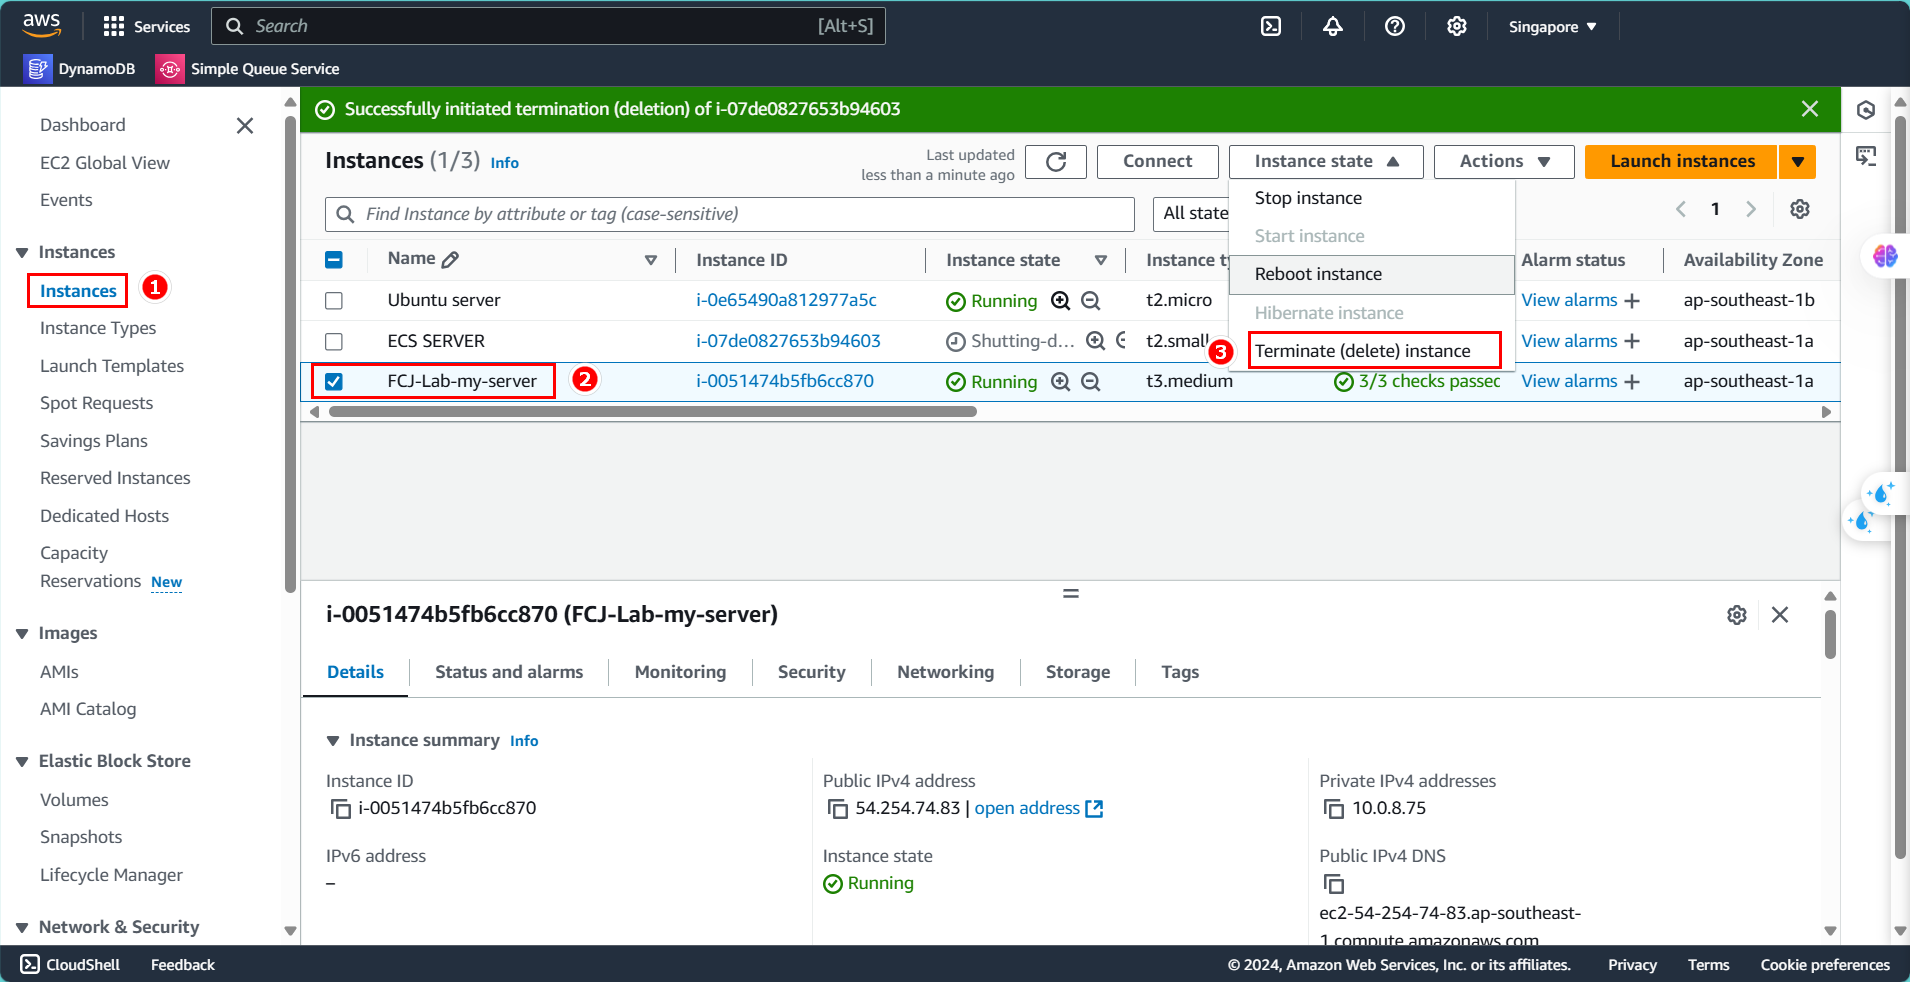 aws
Services
Search
[Alt+S]
Singapore
DynamoDB
Simple Queue Service
Dashboard
EC2 Global View
Events
Instances
Instances
1
Instance Types
Launch Templates
Spot Requests
Savings Plans
Reserved Instances
Dedicated Hosts
Capacity
Reservations New
Images
AMIs
AMI Catalog
Elastic Block Store
Volumes
Snapshots
Lifecycle Manager
Network & Security
Successfully initiated termination (deletion) of i-07de0827653b94603
Instances (1/3) Info
Last updated
less than a minute ago
Connect
Instance state
Actions
Launch instances
Find Instance by attribute or tag (case-sensitive)
All state
1
Stop instance
Start instance
Reboot instance
Hibernate instance
3
Terminate (delete) instance
Name Instance ID Instance state Instance ty Alarm status Availability Zone
Ubuntu server i-0e65490a812977a5c Running t2.micro View alarms ap-southeast-1b
ECS SERVER i-07de0827653b94603 Shutting-d... t2.small View alarms ap-southeast-1a
FCJ-Lab-my-server 2 i-0051474b5fb6cc870 Running t3.medium 3/3 checks passec View alarms ap-southeast-1a
i-0051474b5fb6cc870 (FCJ-Lab-my-server)
Details Status and alarms Monitoring Security Networking Storage Tags
Instance summary Info
Instance ID
i-0051474b5fb6cc870
Public IPv4 address
54.254.74.83 | open address
Private IPv4 addresses
10.0.8.75
IPv6 address
–
Instance state
Running
Public IPv4 DNS
ec2-54-254-74-83.ap-southeast-
1.compute.amazonaws.com
CloudShell
Feedback
© 2024, Amazon Web Services, Inc. or its affiliates.
Privacy
Terms
Cookie preferences